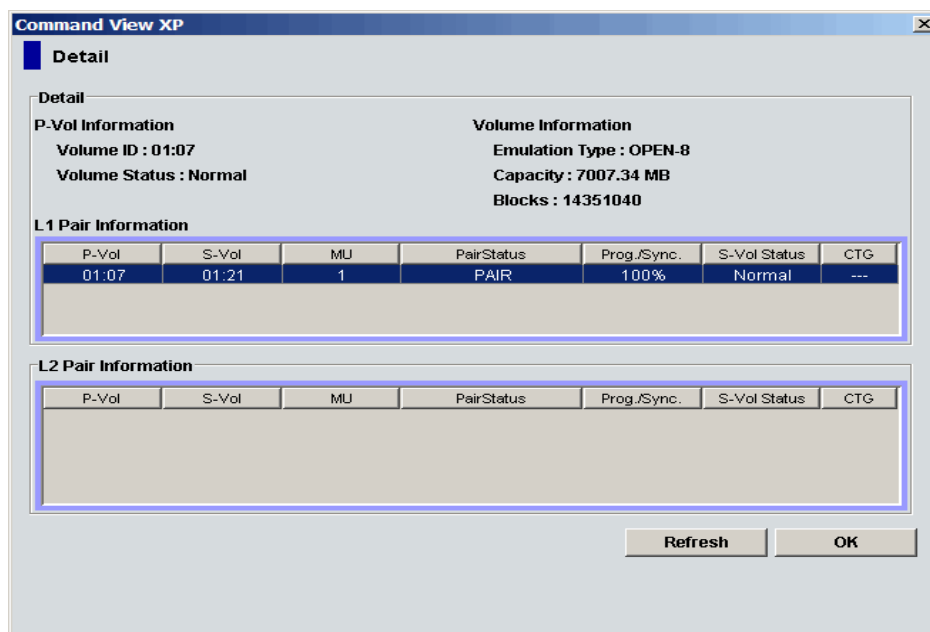 Command View XP
Detail
Detail
P-Vol Information
Volume ID : 01:07
Volume Status : Normal
Volume Information
Emulation Type : OPEN-8
Capacity : 7007.34 MB
Blocks : 14351040
L1 Pair Information
P-Vol S-Vol MU PairStatus Prog./Sync. S-Vol Status CTG
01:07 01:21 1 PAIR 100% Normal ---
L2 Pair Information
P-Vol S-Vol MU PairStatus Prog./Sync. S-Vol Status CTG
Refresh OK